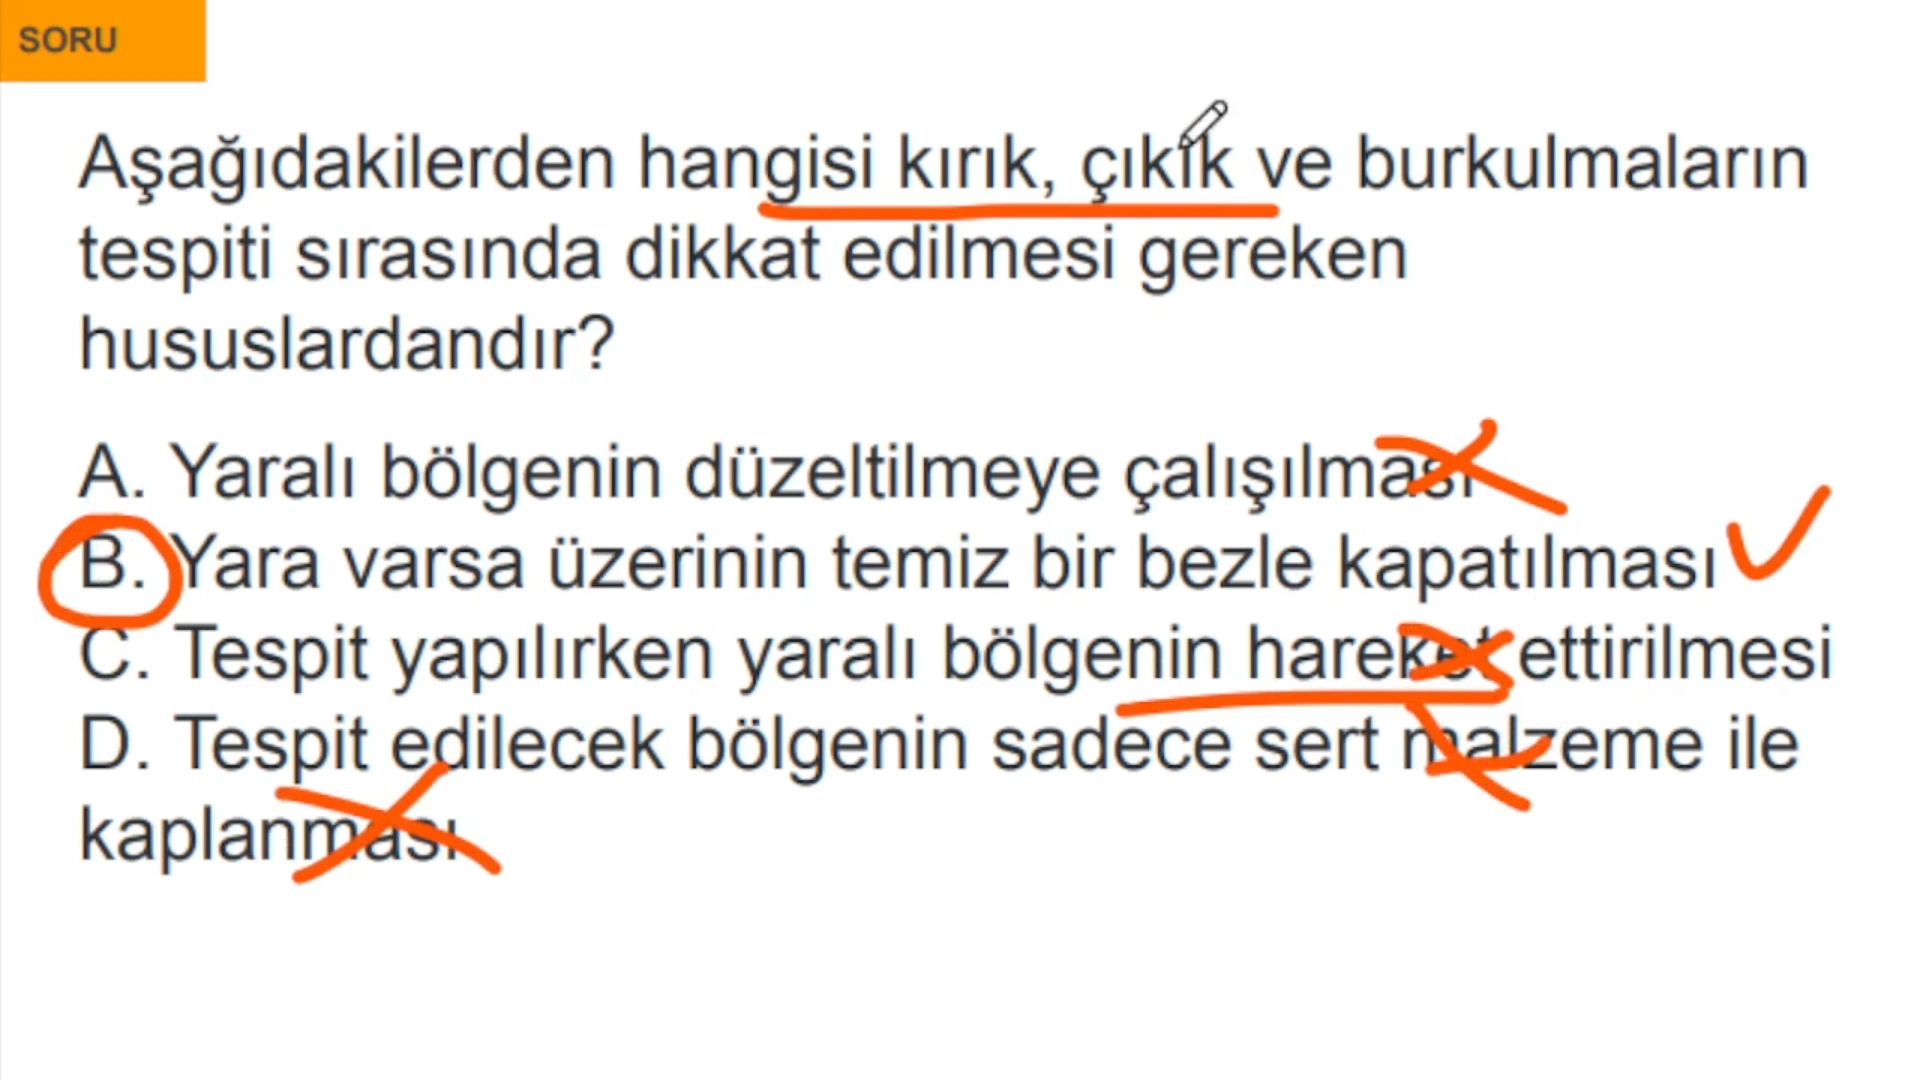 SORU
Aşağıdakilerden hangisi kırık, çıkık ve burkulmaların
tespiti sırasında dikkat edilmesi gereken
hususlardandır?
A. Yaralı bölgenin düzeltilmeye çalışılması
B. Yara varsa üzerinin temiz bir bezle kapatılması
C. Tespit yapılırken yaralı bölgenin hareket ettirilmesi
D. Tespit edilecek bölgenin sadece sert malzeme ile
kaplanması